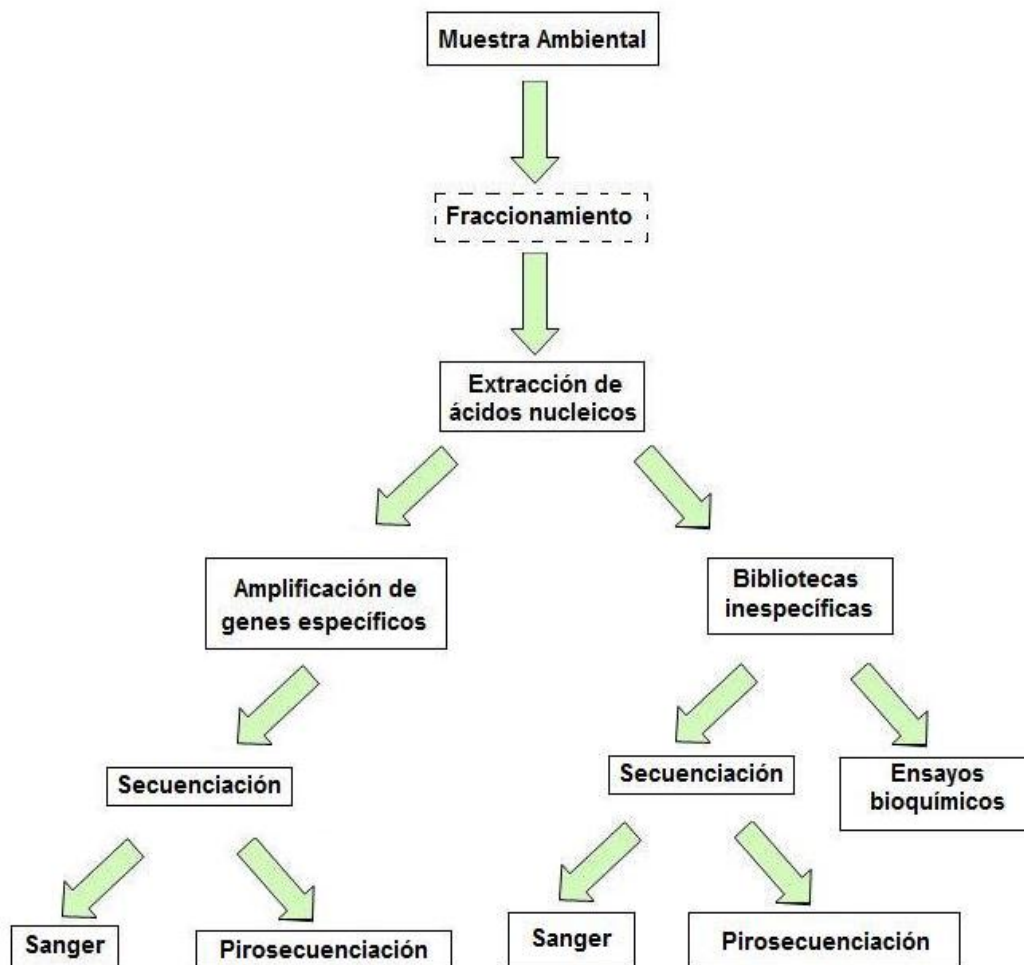 Muestra Ambiental
Fraccionamiento
Extracción de
ácidos nucleicos
Amplificación de
genes específicos
Bibliotecas
inespecíficas
Secuenciación
Secuenciación
Ensayos
bioquímicos
Sanger
Pirosecuenciación
Sanger
Pirosecuenciación